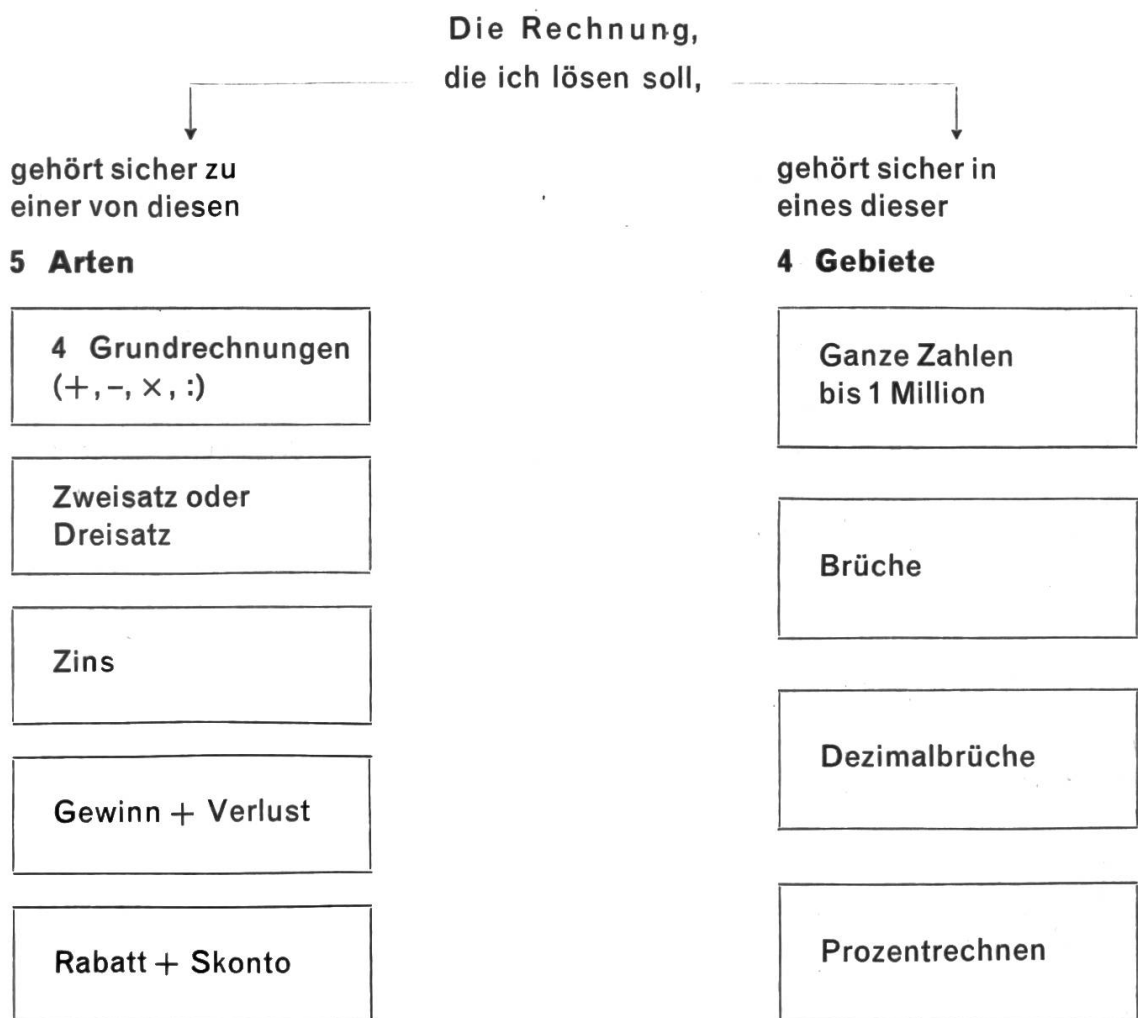 Die Rechnung,
die ich lösen soll,
gehört sicher zu
einer von diesen
5 Arten
4 Grundrechnungen
(+, –, ×, :)
Zweisatz oder
Dreisatz
Zins
Gewinn + Verlust
Rabatt + Skonto
gehört sicher in
eines dieser
4 Gebiete
Ganze Zahlen
bis 1 Million
Brüche
Dezimalbrüche
Prozentrechnen